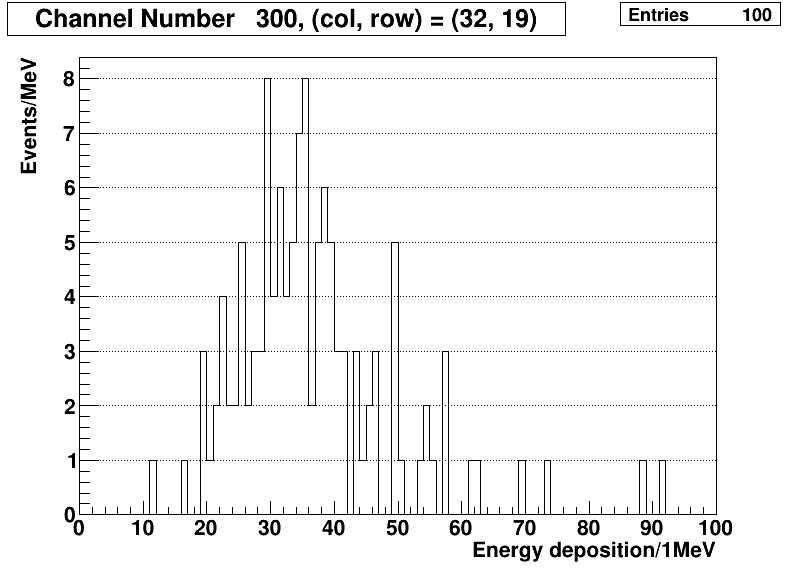 Channel Number 300, (col, row) = (32, 19)
Entries 100
Events/MeV
8
7
6
5
4
3
2
1
0
0 10 20 30 40 50 60 70 80 90 100
Energy deposition/1MeV